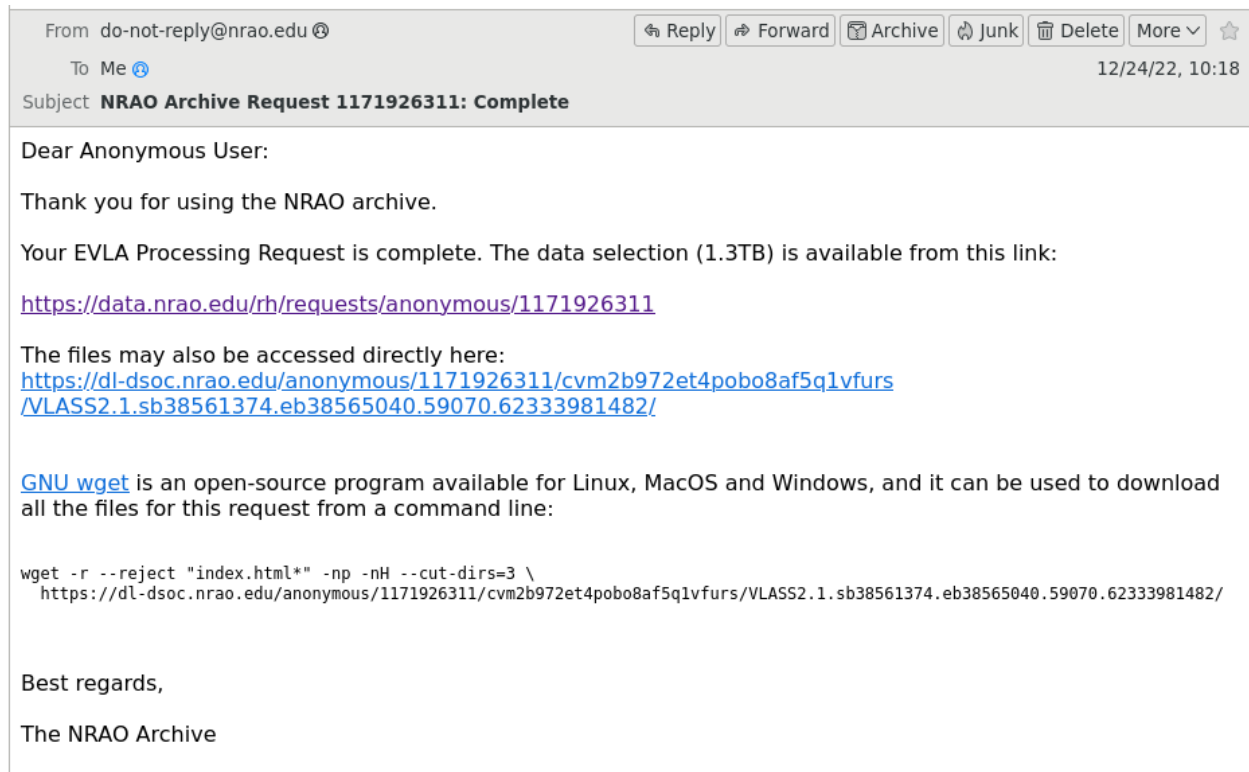 From do-not-reply@nrao.edu
Reply Forward Archive Junk Delete More
To Me
12/24/22, 10:18
Subject NRAO Archive Request 1171926311: Complete
Dear Anonymous User:
Thank you for using the NRAO archive.
Your EVLA Processing Request is complete. The data selection (1.3TB) is available from this link:
https://data.nrao.edu/rh/requests/anonymous/1171926311
The files may also be accessed directly here:
https://dl-dsoc.nrao.edu/anonymous/1171926311/cvm2b972et4pobo8af5q1vfurs
/VLASS2.1.sb38561374.eb38565040.59070.62333981482/
GNU wget is an open-source program available for Linux, MacOS and Windows, and it can be used to download
all the files for this request from a command line:
wget -r --reject "index.html*" -np -nH --cut-dirs=3 \
https://dl-dsoc.nrao.edu/anonymous/1171926311/cvm2b972et4pobo8af5q1vfurs/VLASS2.1.sb38561374.eb38565040.59070.62333981482/
Best regards,
The NRAO Archive